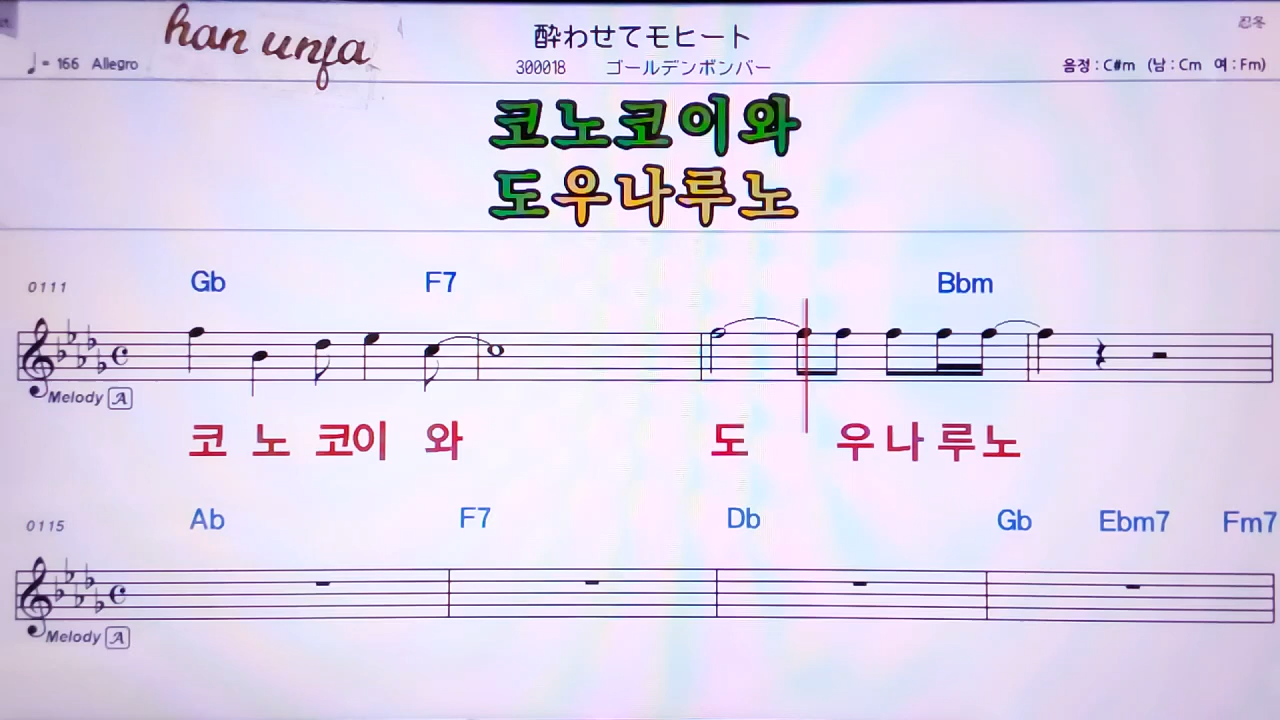 han unfa
酔わせてモヒート
忍冬
♩= 166 Allegro
300018 ゴールデンボンバー
음정 : C#m (남 : Cm 여 : Fm)
코노코이와
도우나루노
0111 Gb F7 Bbm
Melody A
코 노 코이 와 도 우나 루노
0115 Ab F7 Db Gb Ebm7 Fm7
Melody A